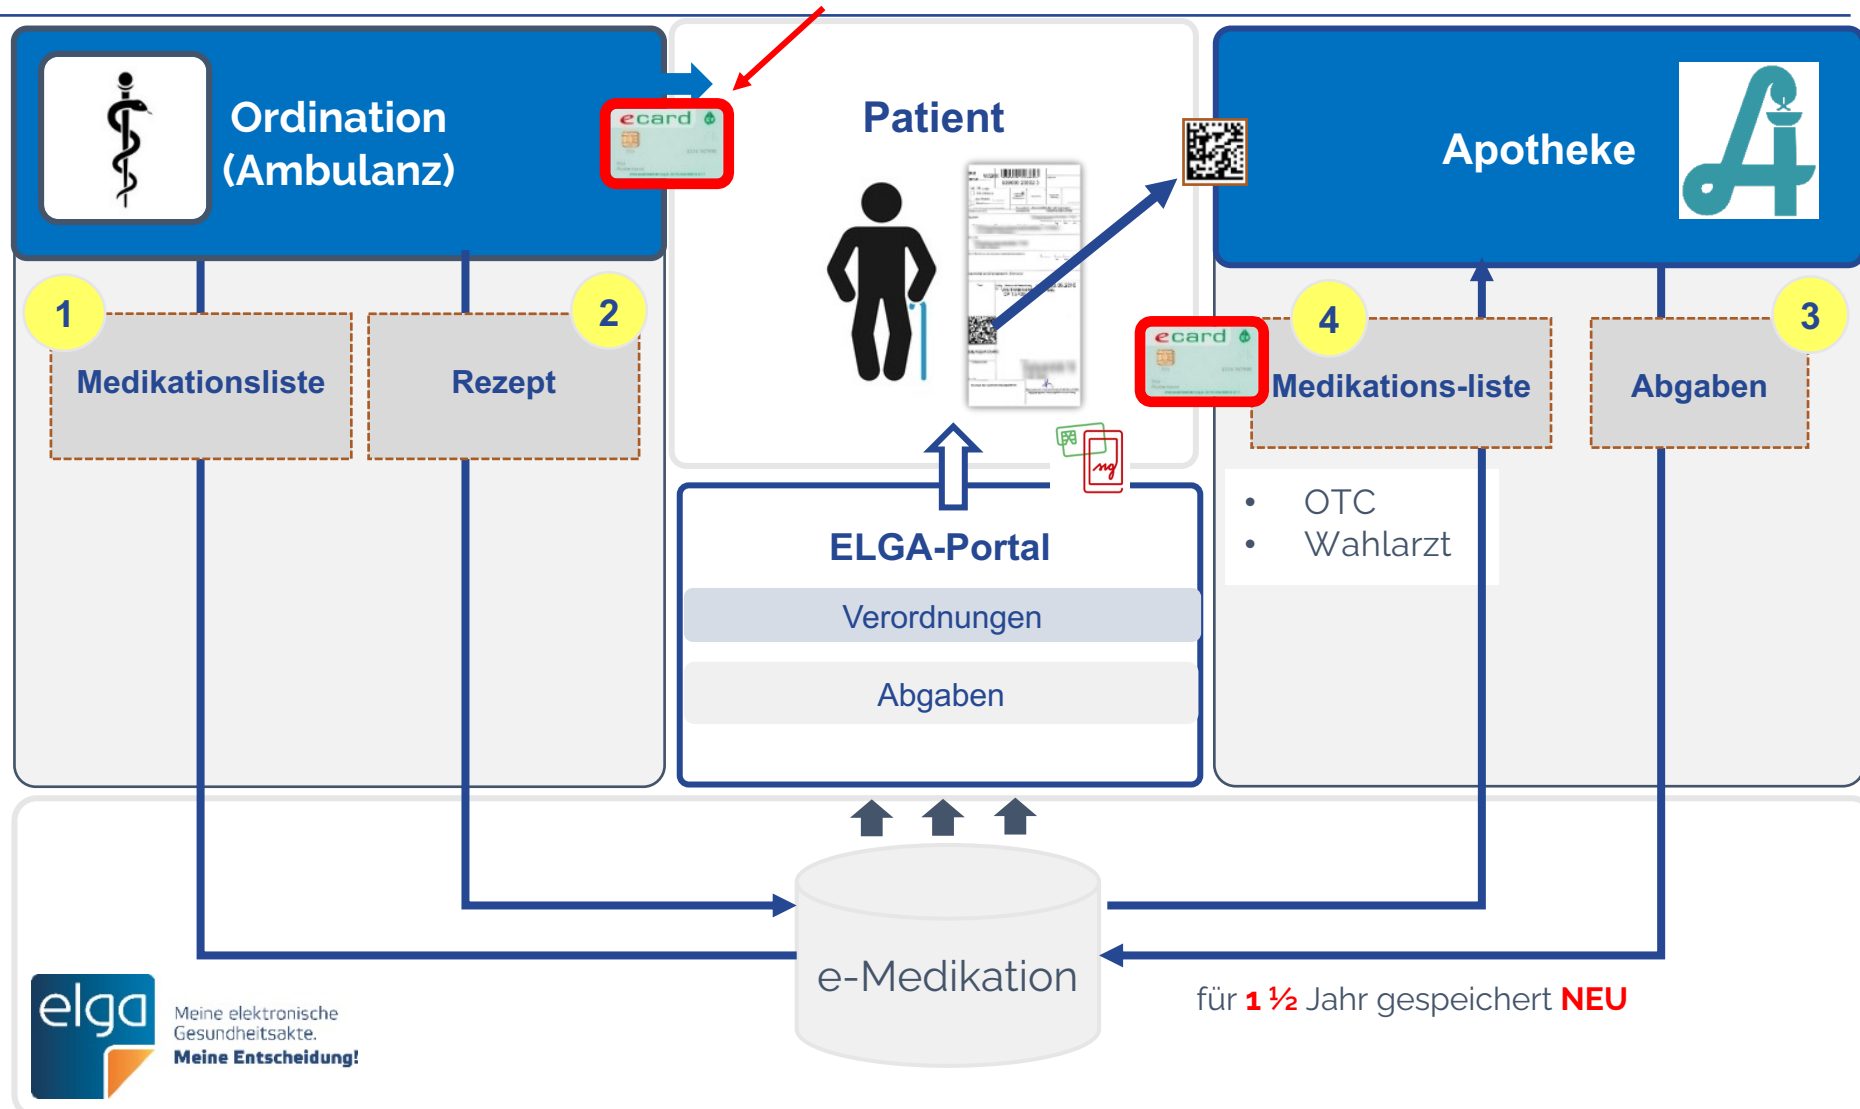 Ordination
(Ambulanz)
ecard
Patient
Apotheke
1
Medikationsliste
2
Rezept
ecard
4
Medikations-liste
3
Abgaben
OTC
Wahlarzt
ELGA-Portal
Verordnungen
Abgaben
e-Medikation
für 1 ½ Jahr gespeichert NEU
elga
Meine elektronische
Gesundheitsakte.
Meine Entscheidung!